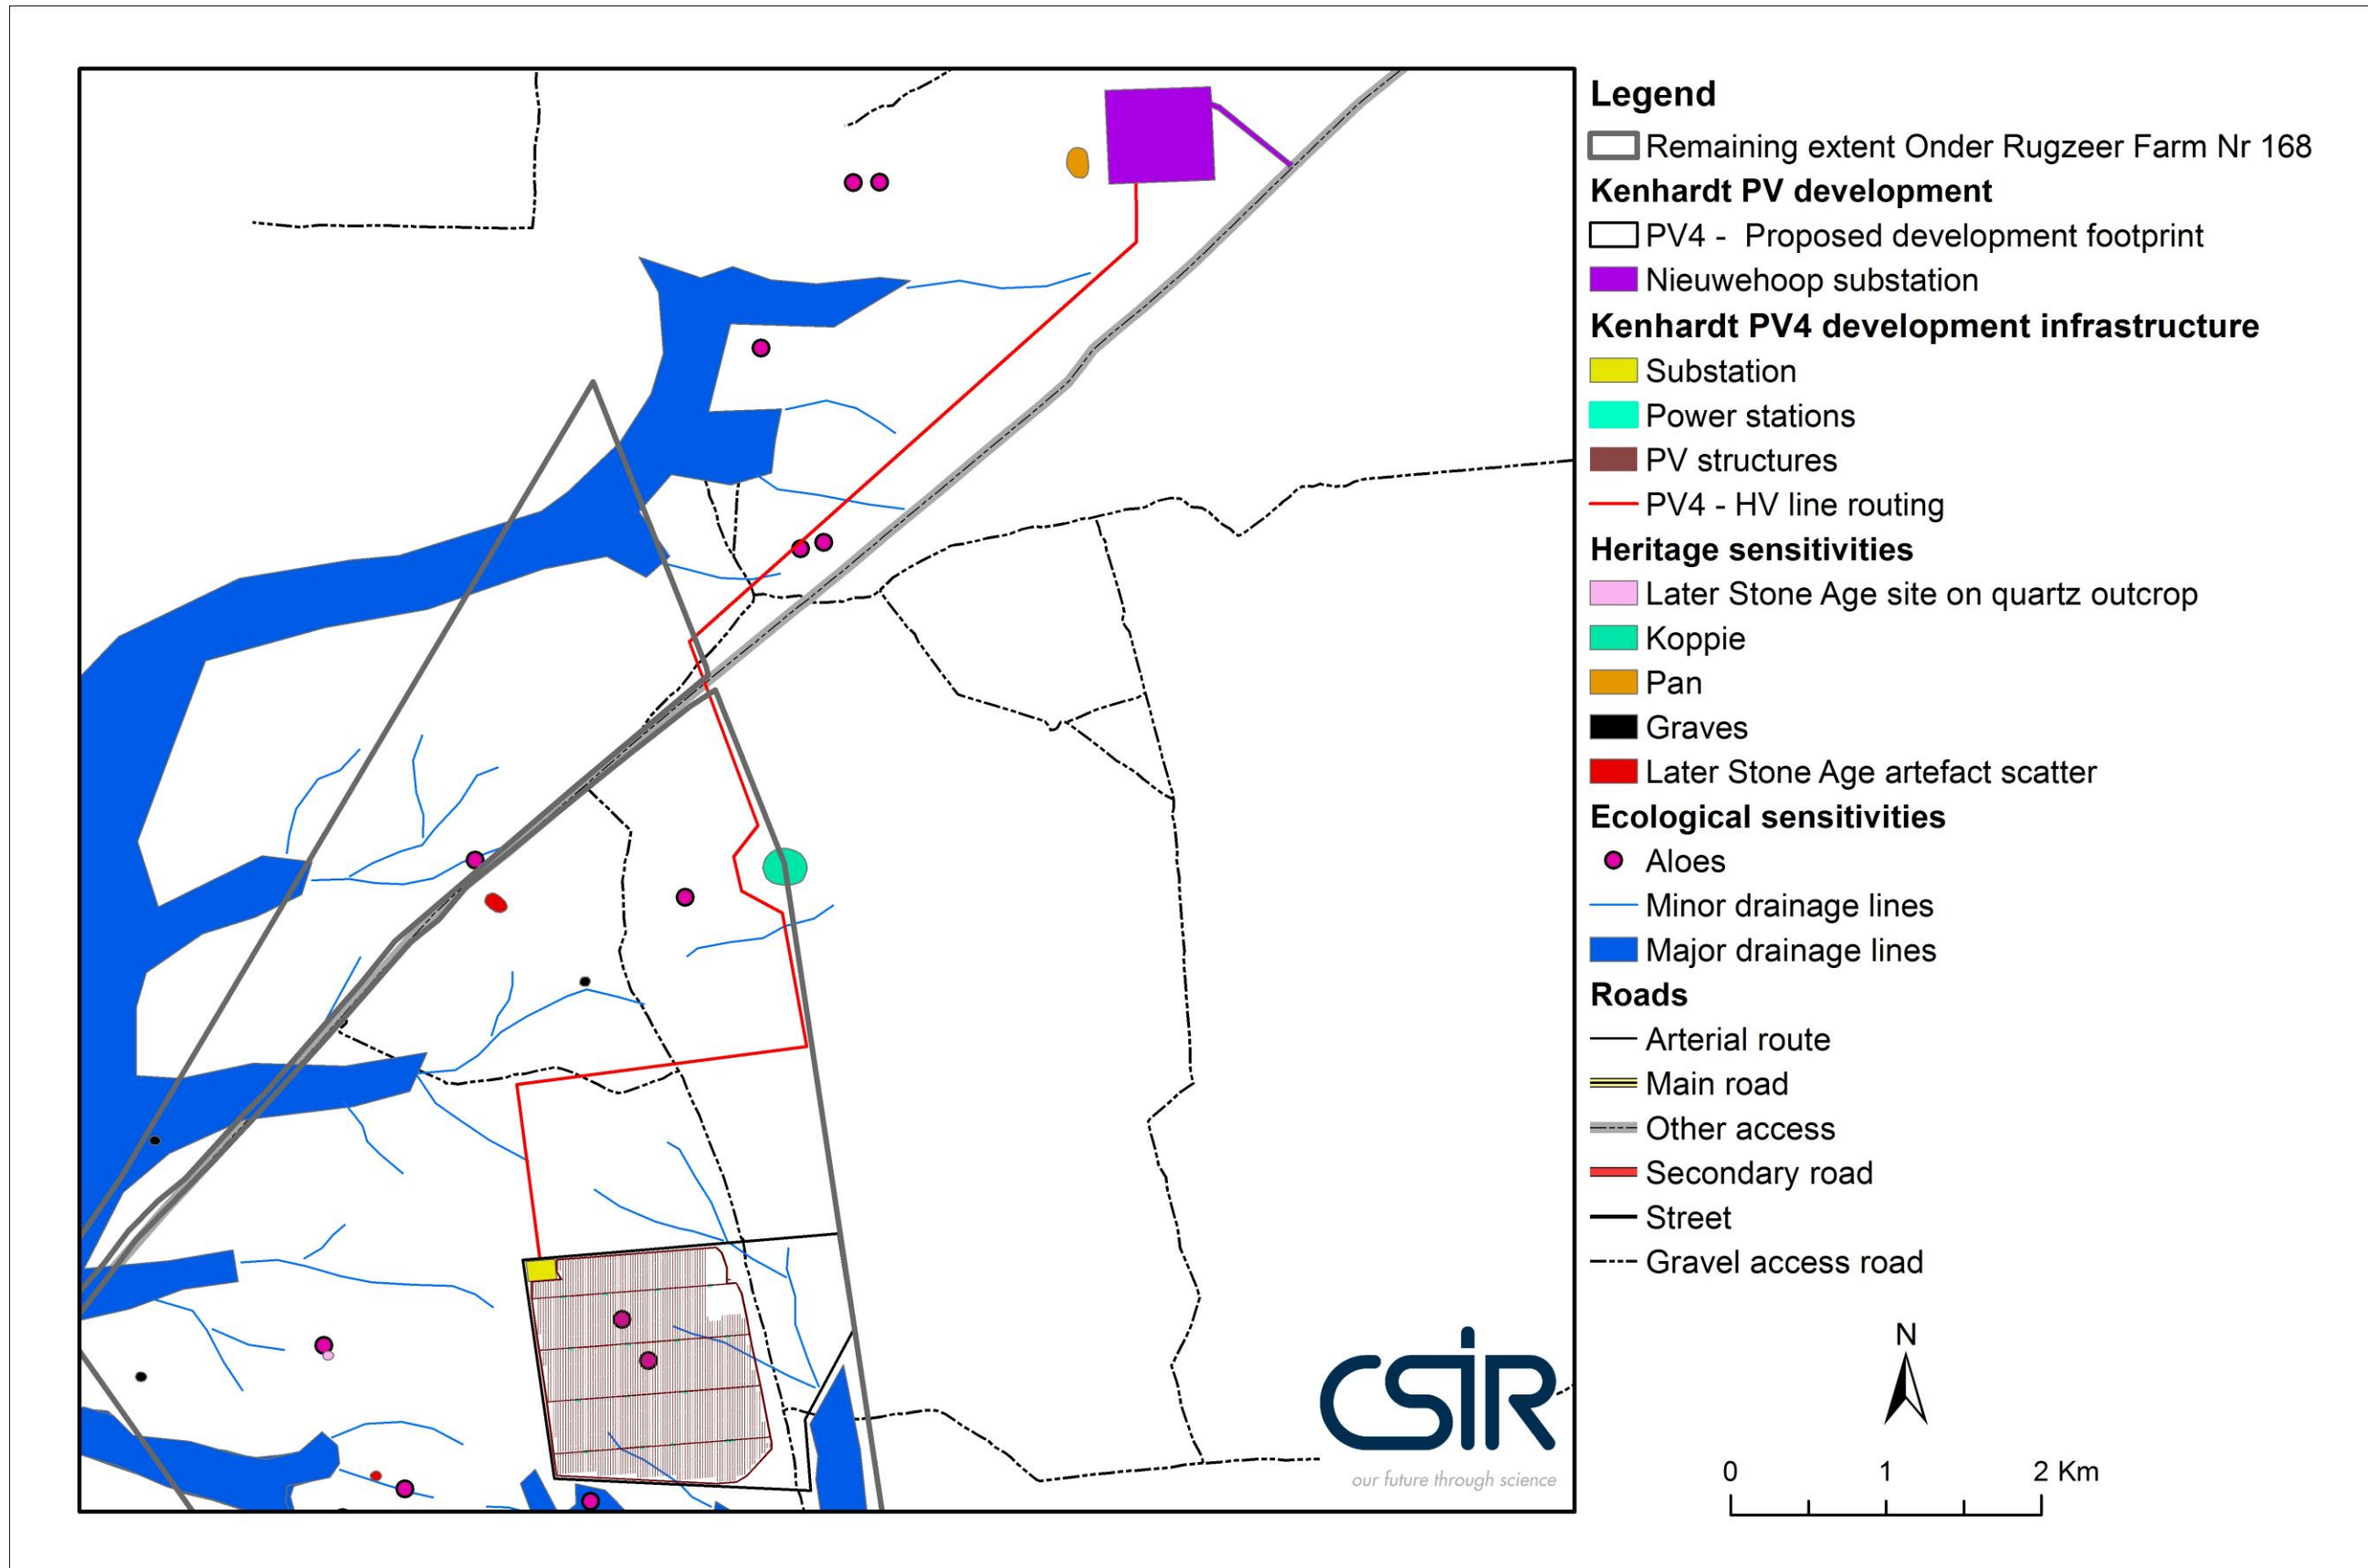 Legend
Remaining extent Onder Rugzeer Farm Nr 168
Kenhardt PV development
PV4 - Proposed development footprint
Nieuwehoop substation
Kenhardt PV4 development infrastructure
Substation
Power stations
PV structures
PV4 - HV line routing
Heritage sensitivities
Later Stone Age site on quartz outcrop
Koppie
Pan
Graves
Later Stone Age artefact scatter
Ecological sensitivities
Aloes
Minor drainage lines
Major drainage lines
Roads
Arterial route
Main road
Other access
Secondary road
Street
Gravel access road
N
0 1 2 Km
CSIR
our future through science